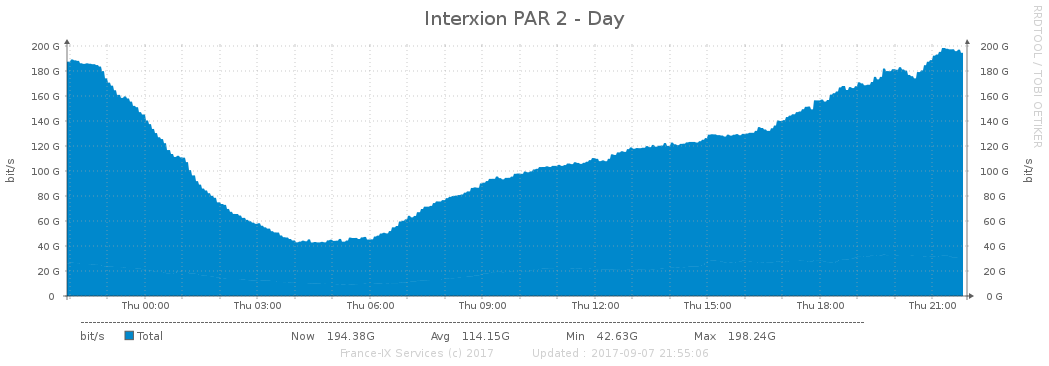 Interxion PAR 2 - Day
RRDTOOL / TOBI OETIKER
bit/s
200 G
180 G
160 G
140 G
120 G
100 G
80 G
60 G
40 G
20 G
0
200 G
180 G
160 G
140 G
120 G
100 G
80 G
60 G
40 G
20 G
0 G
bit/s
Thu 00:00 Thu 03:00 Thu 06:00 Thu 09:00 Thu 12:00 Thu 15:00 Thu 18:00 Thu 21:00
bit/s Total Now 194.38G Avg 114.15G Min 42.63G Max 198.24G
France-IX Services (c) 2017 Updated : 2017-09-07 21:55:06